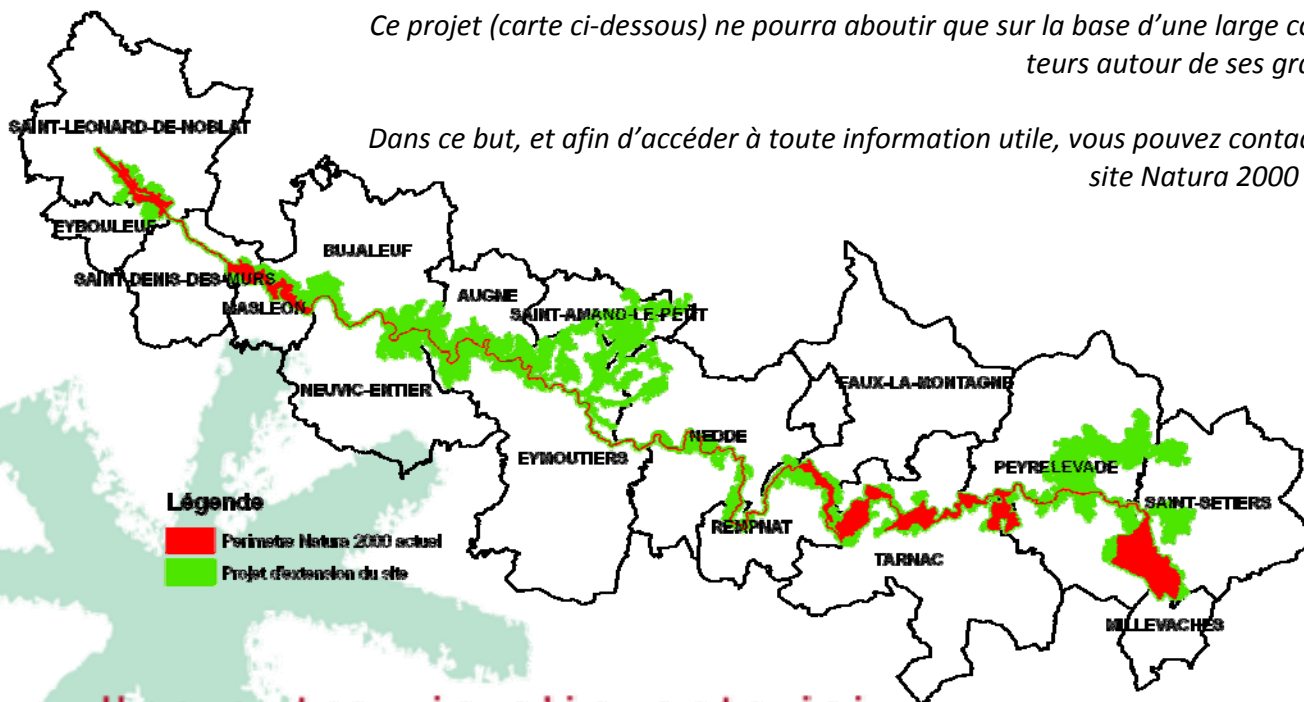 Ce projet (carte ci-dessous) ne pourra aboutir que sur la base d’une large co
teurs autour de ses gro
Dans ce but, et afin d’accéder à toute information utile, vous pouvez contac
site Natura 2000
SAINT-LEONARD-DE-NOBLAT
EYBOULEUF
BUJALEUF
SAINT-DENIS-DES-MURS
MASLEON
AUGNE
SAINT-AMAND-LE-PETIT
NEUVIC-ENTIER
FAUX-LA-MONTAGNE
NEDDE
EYMOUTIERS
PEYRELEVADE
SAINT-SETIERS
REMPNAT
TARNAC
MILLEVACHES
Légende
Perimetre Natura 2000 actuel
Projet d'extension du site